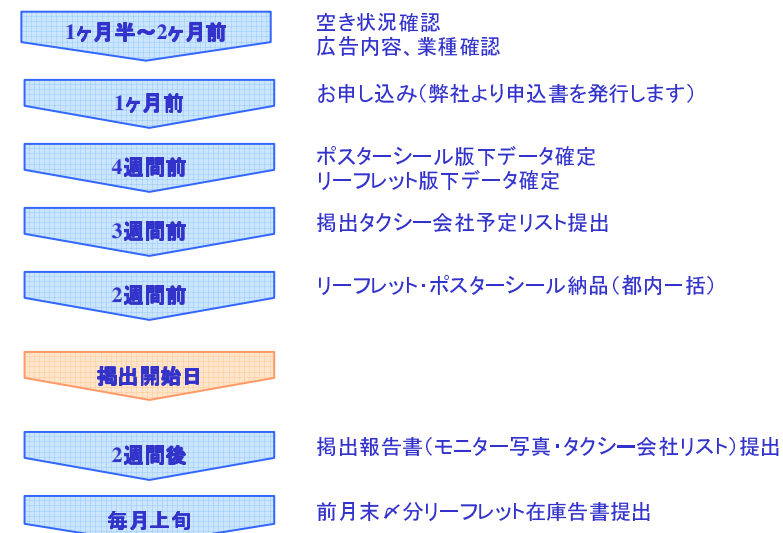 1ヶ月半～2ヶ月前
空き状況確認
広告内容、業種確認
1ヶ月前
お申し込み（弊社より申込書を発行します）
4週間前
ポスターシール版下データ確定
リーフレット版下データ確定
3週間前
掲出タクシー会社予定リスト提出
2週間前
リーフレット・ポスターシール納品（都内一括）
掲出開始日
2週間後
掲出報告書（モニター写真・タクシー会社リスト）提出
毎月上旬
前月末〆分リーフレット在庫告書提出